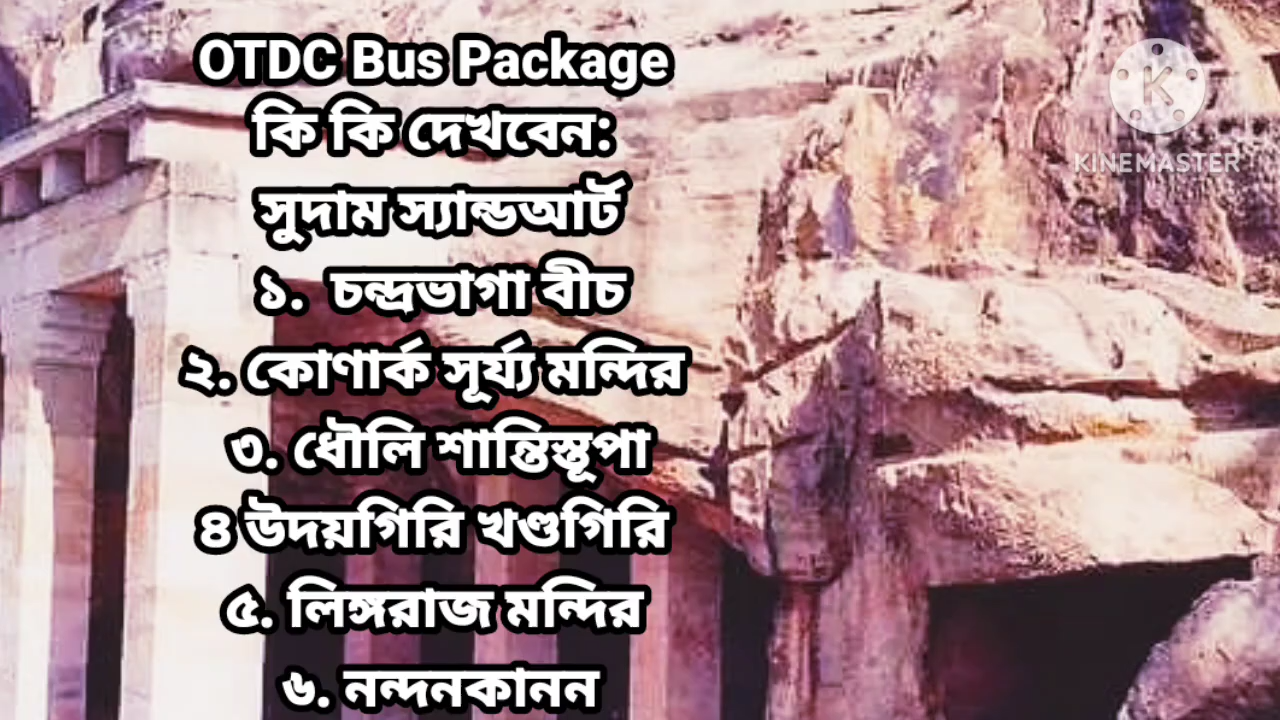 OTDC Bus Package
কি কি দেখবেন:
সুদাম স্যান্ডআর্ট
১. চন্দ্রভাগা বীচ
২. কোণার্ক সূর্য্য মন্দির
৩. ধৌলি শান্তিস্তূপা
৪ উদয়গিরি খণ্ডগিরি
৫. লিঙ্গরাজ মন্দির
৬. নন্দনকানন
K
KINEMASTER